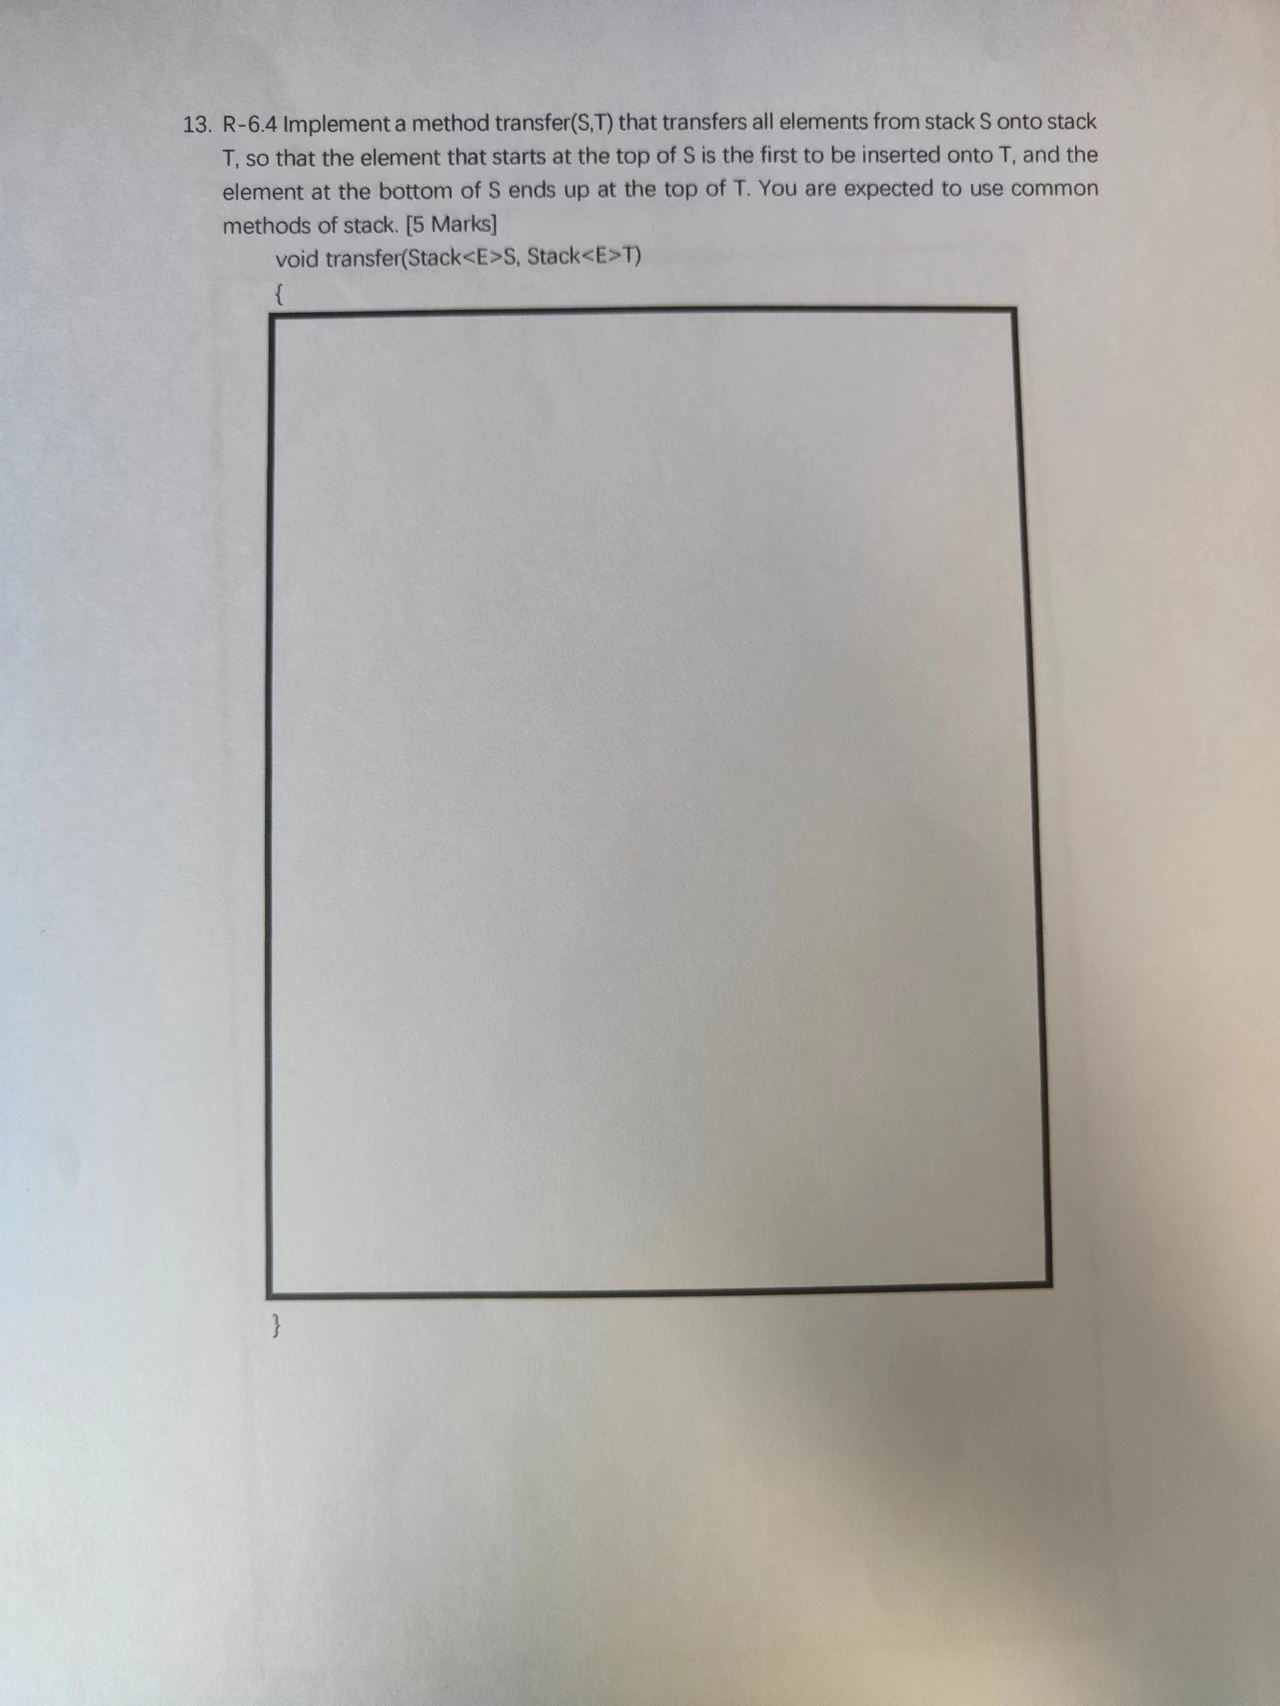 13. R-6.4 Implement a method transfer(S,T) that transfers all elements from stack S onto stack
T, so that the element that starts at the top of S is the first to be inserted onto T, and the
element at the bottom of S ends up at the top of T. You are expected to use common
methods of stack. [5 Marks]
void transfer(Stack<E>S, Stack<E>T)
{
}